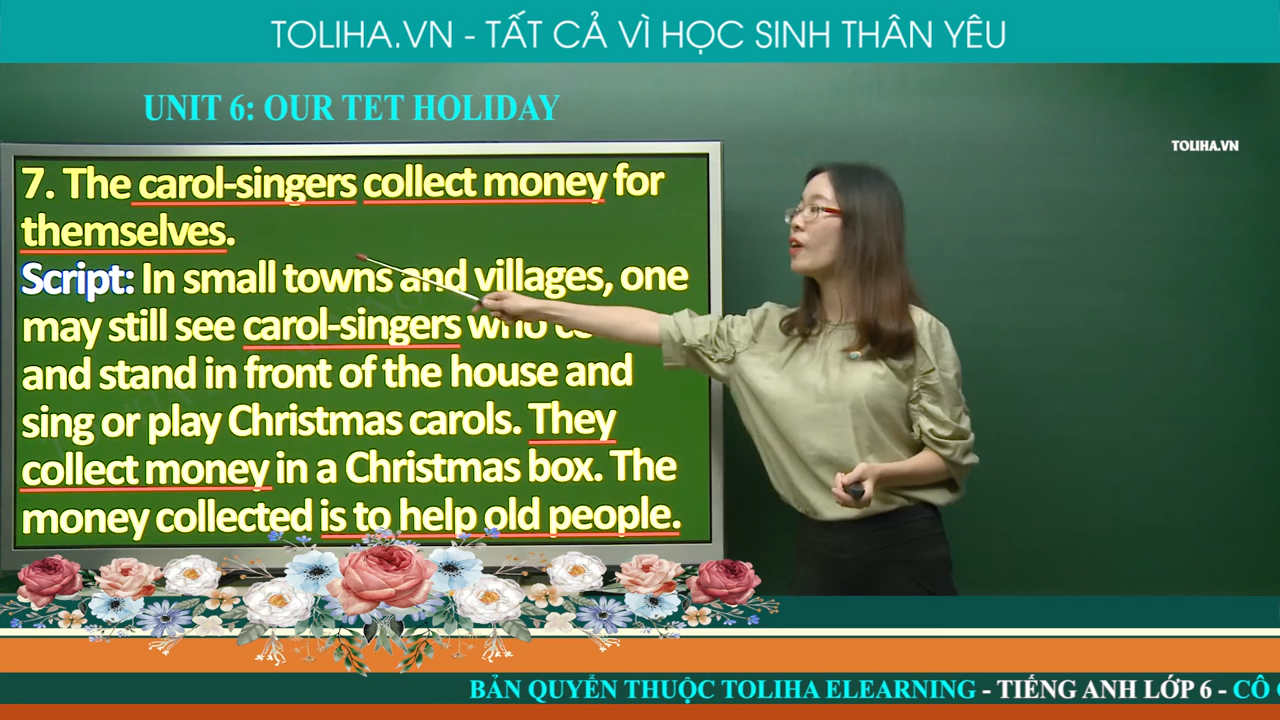 TOLIHA.VN - TẤT CẢ VÌ HỌC SINH THÂN YÊU
UNIT 6: OUR TET HOLIDAY
TOLIHA.VN
7. The carol-singers collect money for
themselves.
Script: In small towns and villages, one
may still see carol-singers who
and stand in front of the house and
sing or play Christmas carols. They
collect money in a Christmas box. The
money collected is to help old people.
BẢN QUYỀN THUỘC TOLIHA ELEARNING - TIẾNG ANH LỚP 6 - CÔ